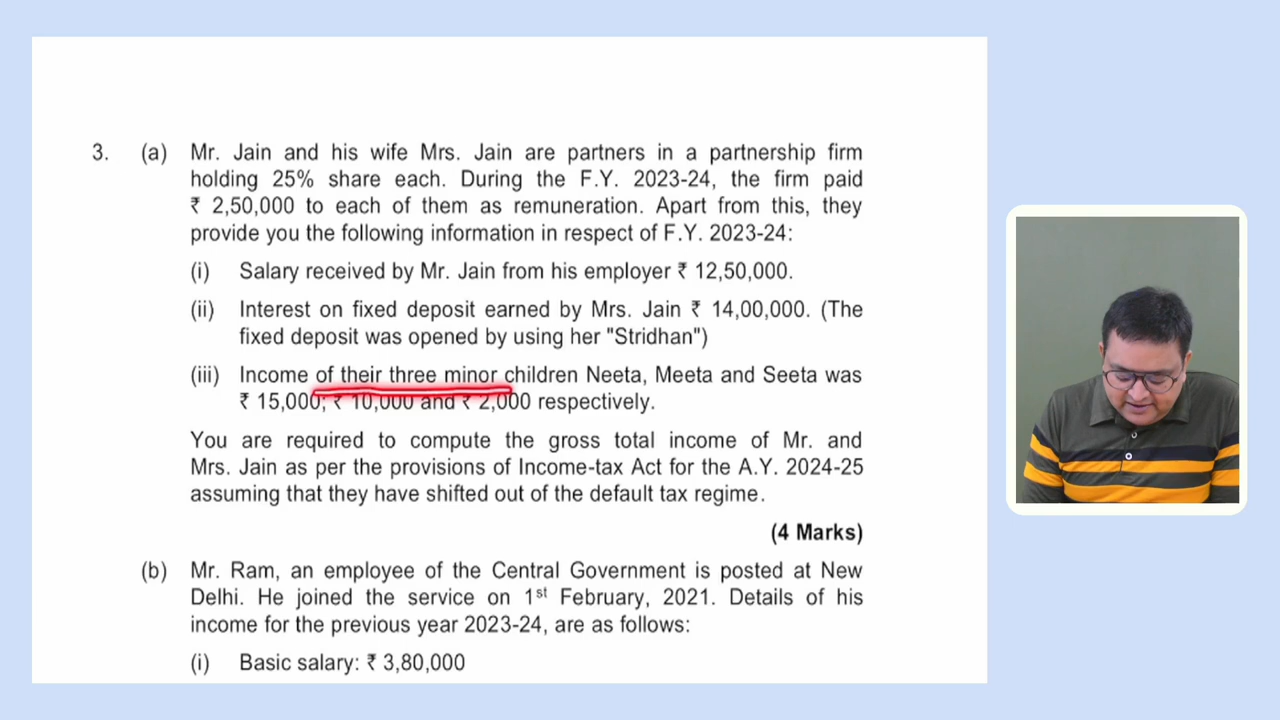 3. (a) Mr. Jain and his wife Mrs. Jain are partners in a partnership firm
holding 25% share each. During the F.Y. 2023-24, the firm paid
₹ 2,50,000 to each of them as remuneration. Apart from this, they
provide you the following information in respect of F.Y. 2023-24:
(i) Salary received by Mr. Jain from his employer ₹ 12,50,000.
(ii) Interest on fixed deposit earned by Mrs. Jain ₹ 14,00,000. (The
fixed deposit was opened by using her "Stridhan")
(iii) Income of their three minor children Neeta, Meeta and Seeta was
₹ 15,000; ₹ 10,000 and ₹ 2,000 respectively.
You are required to compute the gross total income of Mr. and
Mrs. Jain as per the provisions of Income-tax Act for the A.Y. 2024-25
assuming that they have shifted out of the default tax regime.
(4 Marks)
(b) Mr. Ram, an employee of the Central Government is posted at New
Delhi. He joined the service on 1st February, 2021. Details of his
income for the previous year 2023-24, are as follows:
(i) Basic salary: ₹ 3,80,000